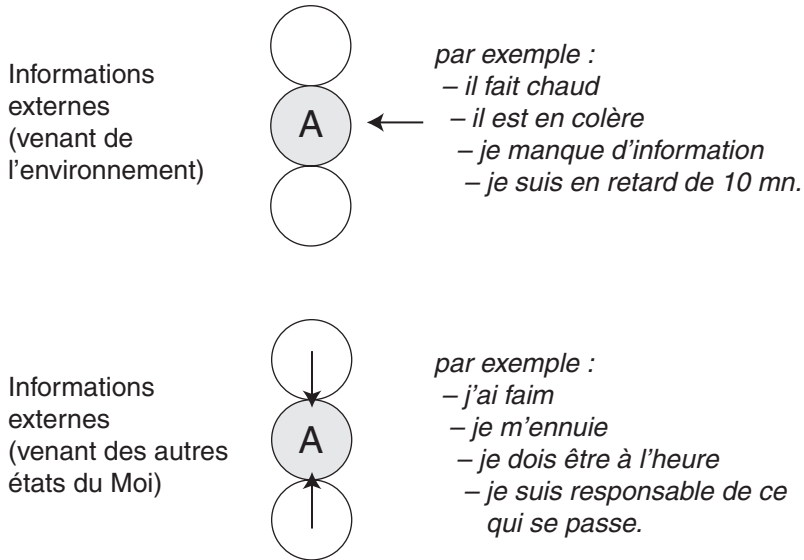 Informations
externes
(venant de
l'environnement)
A
par exemple :
– il fait chaud
– il est en colère
– je manque d'information
– je suis en retard de 10 mn.
Informations
externes
(venant des autres
états du Moi)
A
par exemple :
– j'ai faim
– je m'ennuie
– je dois être à l'heure
– je suis responsable de ce
qui se passe.